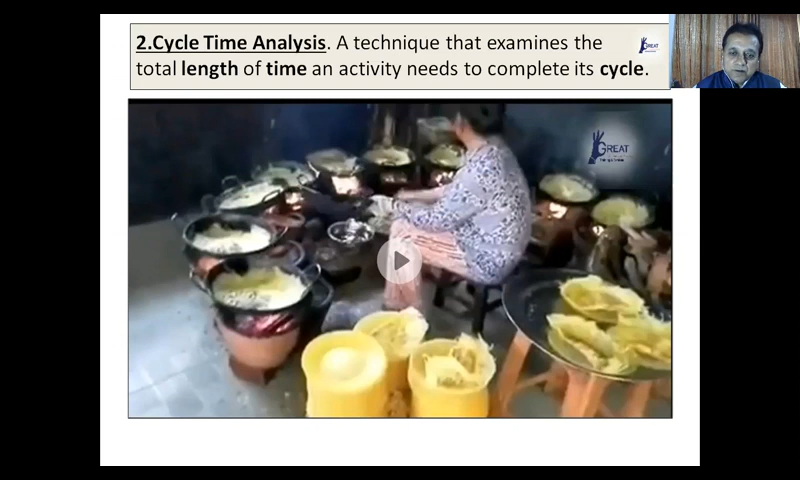 2.Cycle Time Analysis. A technique that examines the
total length of time an activity needs to complete its cycle.
GREAT
GREAT